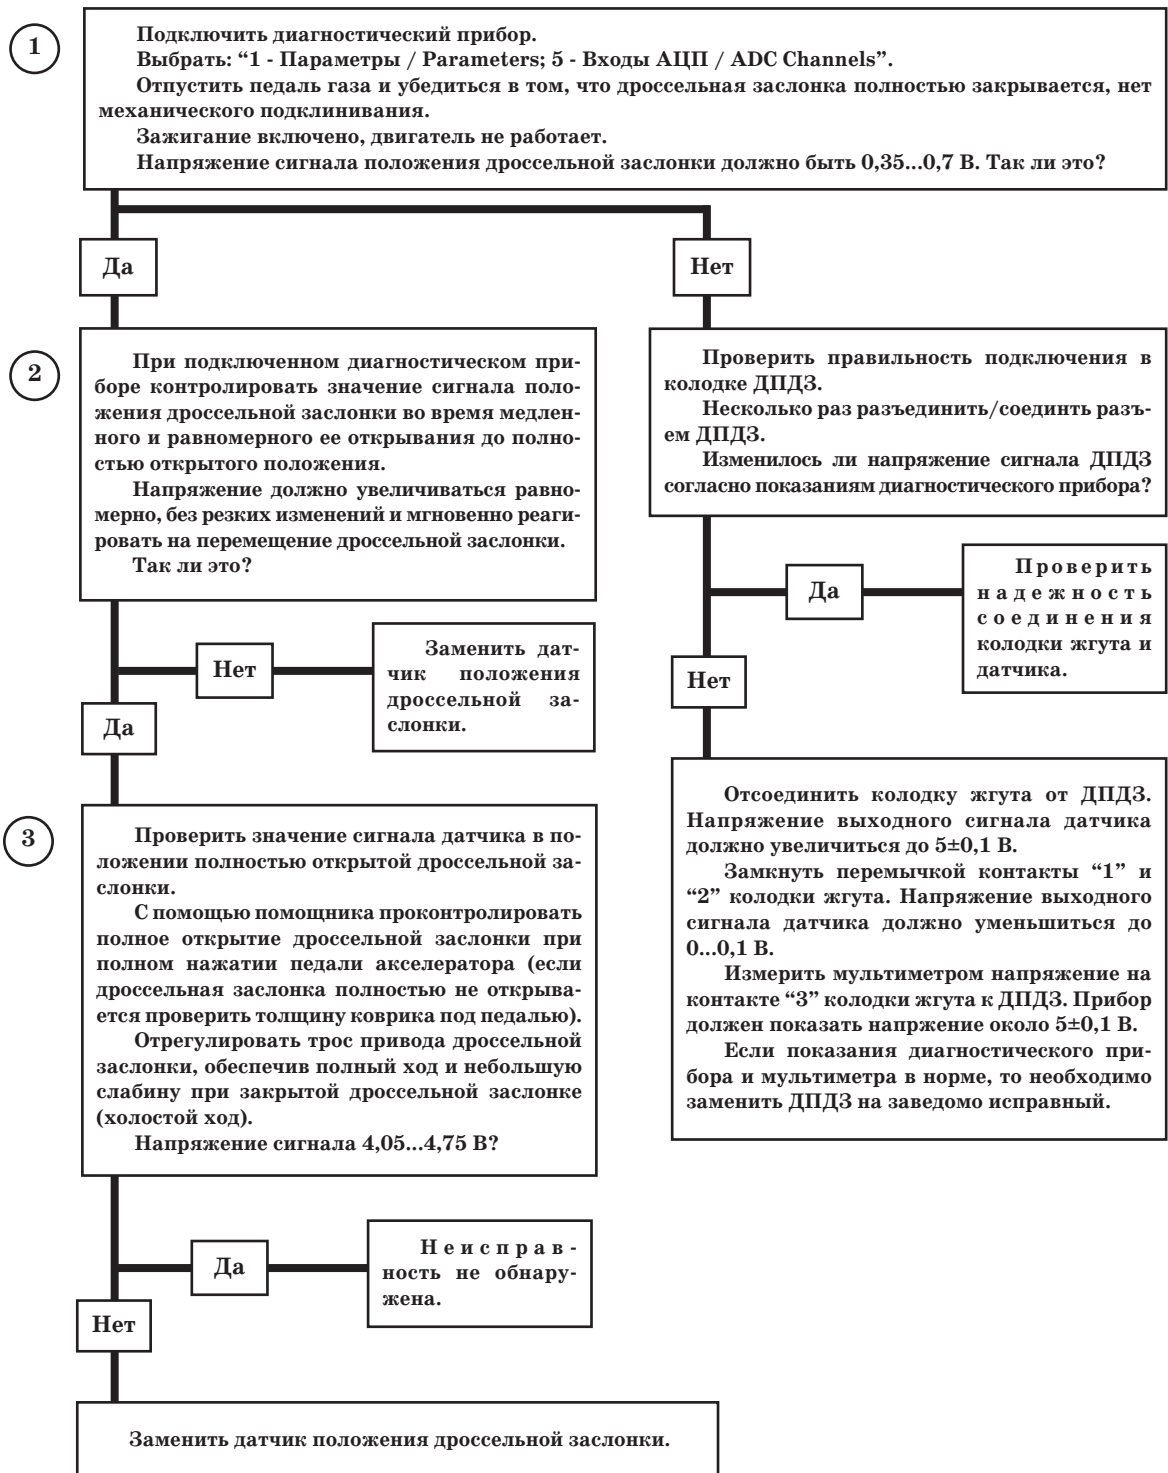 1
Подключить диагностический прибор.
Выбрать: “1 - Параметры / Parameters; 5 - Входы АЦП / ADC Channels”.
Отпустить педаль газа и убедиться в том, что дроссельная заслонка полностью закрывается, нет
механического подклинивания.
Зажигание включено, двигатель не работает.
Напряжение сигнала положения дроссельной заслонки должно быть 0,35...0,7 В. Так ли это?
Да
Нет
2
При подключенном диагностическом при-
боре контролировать значение сигнала поло-
жения дроссельной заслонки во время медлен-
ного и равномерного ее открывания до полно-
стью открытого положения.
Напряжение должно увеличиваться равно-
мерно, без резких изменений и мгновенно реаги-
ровать на перемещение дроссельной заслонки.
Так ли это?
Проверить правильность подключения в
колодке ДПДЗ.
Несколько раз разъединить/соединть разъ-
ем ДПДЗ.
Изменилось ли напряжение сигнала ДПДЗ
согласно показаниям диагностического прибора?
Да
Проверить
надежность
соединения
колодки жгута и
датчика.
Нет
Нет
Заменить дат-
чик положения
дроссельной за-
слонки.
Да
3
Проверить значение сигнала датчика в по-
ложении полностью открытой дроссельной за-
слонки.
С помощью помощника проконтролировать
полное открытие дроссельной заслонки при
полном нажатии педали акселератора (если
дроссельная заслонка полностью не открыва-
ется проверить толщину коврика под педалью).
Отрегулировать трос привода дроссельной
заслонки, обеспечив полный ход и небольшую
слабину при закрытой дроссельной заслонке
(холостой ход).
Напряжение сигнала 4,05...4,75 В?
Отсоединить колодку жгута от ДПДЗ.
Напряжение выходного сигнала датчика
должно увеличиться до 5±0,1 В.
Замкнуть перемычкой контакты “1” и
“2” колодки жгута. Напряжение выходного
сигнала датчика должно уменьшиться до
0...0,1 В.
Измерить мультиметром напряжение на
контакте “3” колодки жгута к ДПДЗ. Прибор
должен показать напржение около 5±0,1 В.
Если показания диагностического при-
бора и мультиметра в норме, то необходимо
заменить ДПДЗ на заведомо исправный.
Да
Неисправ-
ность не обнару-
жена.
Нет
Заменить датчик положения дроссельной заслонки.